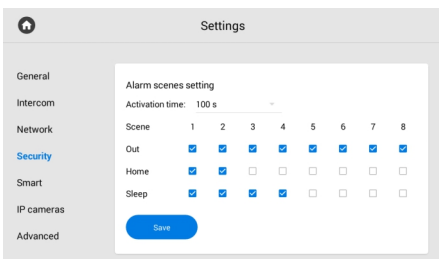 Settings
General
Intercom
Network
Security
Smart
IP cameras
Advanced
Alarm scenes setting
Activation time: 100 s
Scene 1 2 3 4 5 6 7 8
Out
Home
Sleep
Save